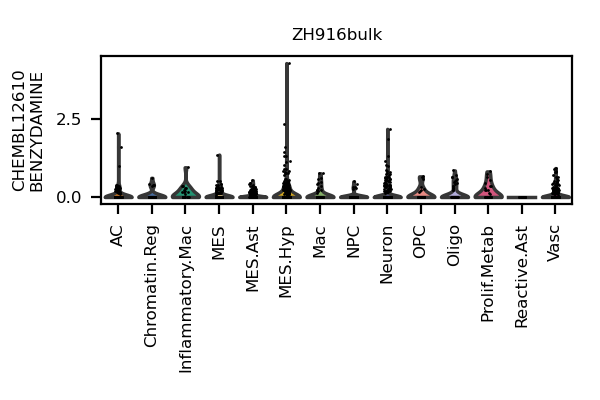 ZH916bulk
CHEMBL12610
BENZYDAMINE
2.5
0.0
AC
Chromatin.Reg
Inflammatory.Mac
MES
MES.Ast
MES.Hyp
Mac
NPC
Neuron
OPC
Oligo
Prolif.Metab
Reactive.Ast
Vasc